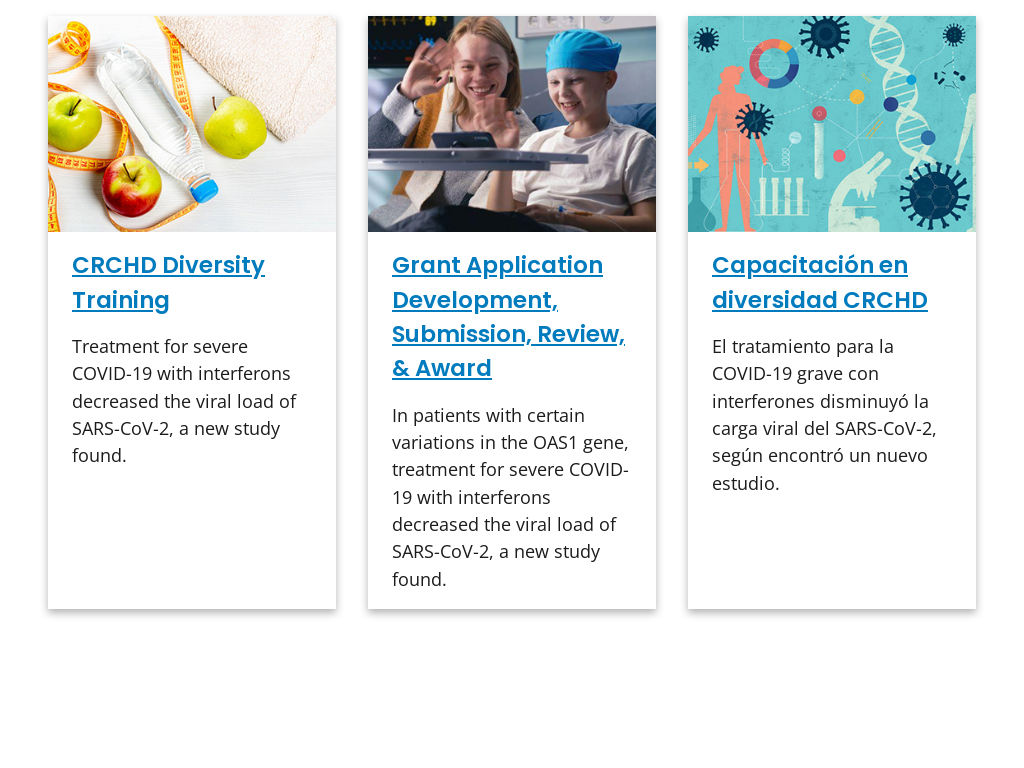 CRCHD Diversity
Training
Treatment for severe
COVID-19 with interferons
decreased the viral load of
SARS-CoV-2, a new study
found.
Grant Application
Development,
Submission, Review,
& Award
In patients with certain
variations in the OAS1 gene,
treatment for severe COVID-
19 with interferons
decreased the viral load of
SARS-CoV-2, a new study
found.
Capacitación en
diversidad CRCHD
El tratamiento para la
COVID-19 grave con
interferones disminuyó la
carga viral del SARS-CoV-2,
según encontró un nuevo
estudio.